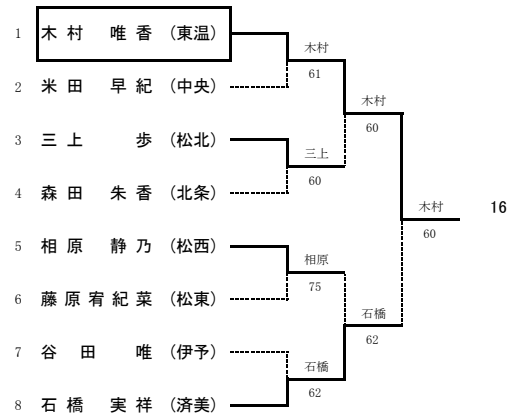 1 木村 唯香 （東温）
木村
61
2 米田 早紀 （中央）
木村
60
3 三上 歩 （松北）
三上
60
4 森田 朱香 （北条）
木村
60
16
5 相原 静乃 （松西）
相原
75
6 藤原宥紀菜 （松東）
石橋
62
7 谷田 唯 （伊予）
石橋
62
8 石橋 実祥 （済美）